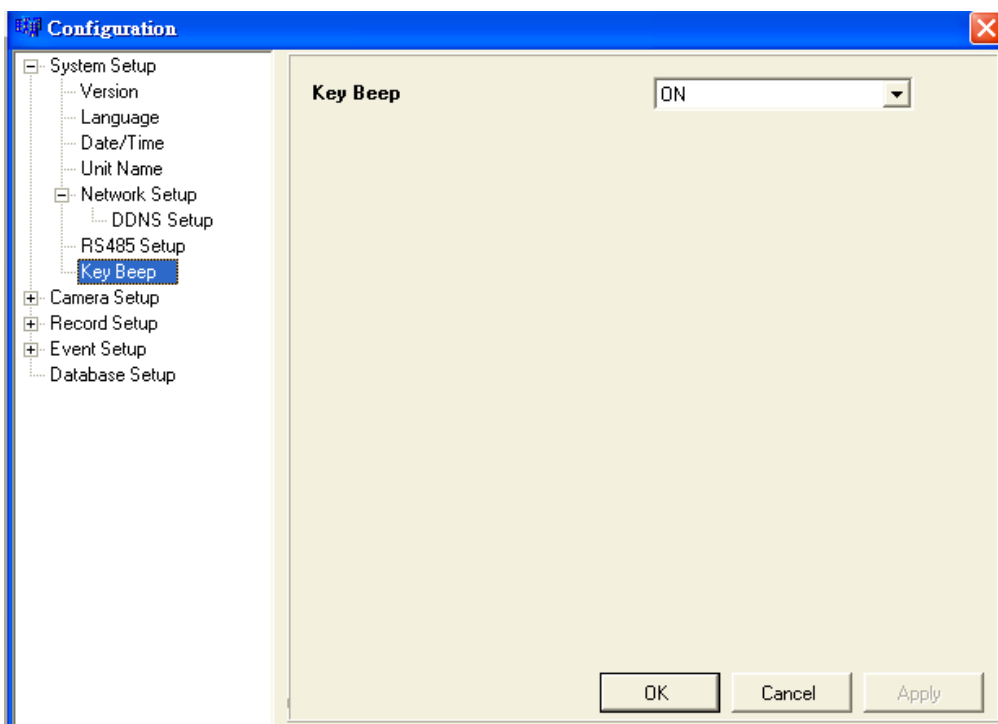 Configuration
System Setup
Version
Language
Date/Time
Unit Name
Network Setup
DDNS Setup
RS485 Setup
Key Beep
Camera Setup
Record Setup
Event Setup
Database Setup
Key Beep ON
OK Cancel Apply